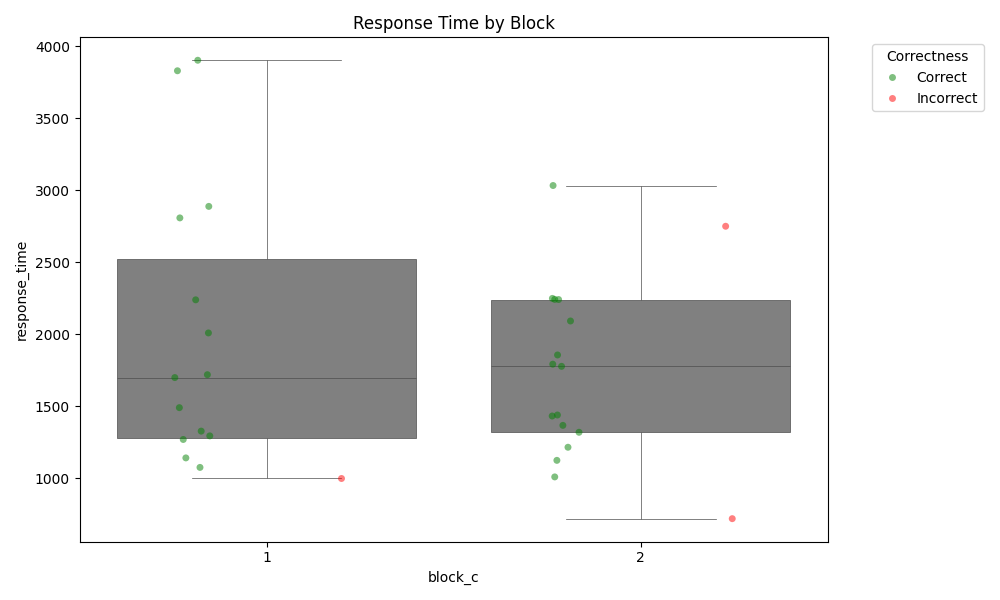 Response Time by Block
Correctness
Correct
Incorrect
response_time
4000
3500
3000
2500
2000
1500
1000
1
2
block_c